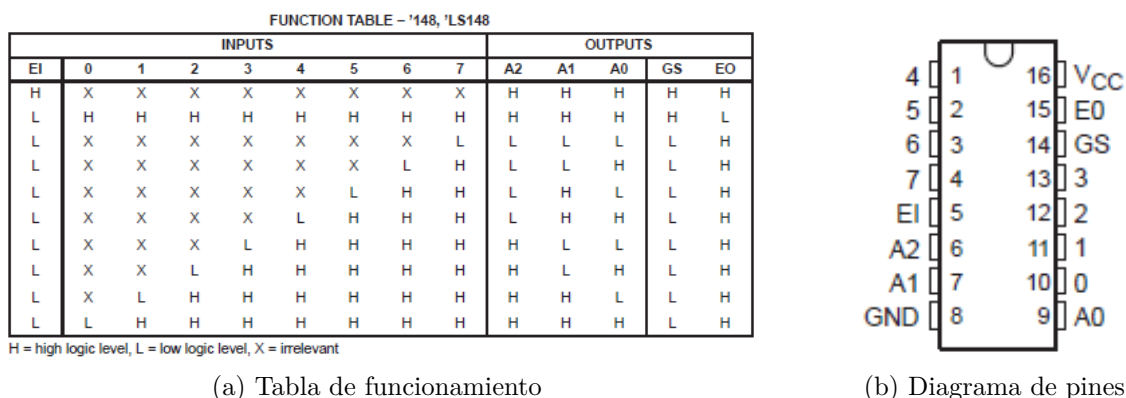 FUNCTION TABLE – '148, 'LS148
INPUTS OUTPUTS
EI 0 1 2 3 4 5 6 7 A2 A1 A0 GS EO
H X X X X X X X X H H H H H
L H H H H H H H H H H H H L
L X X X X X X X L L L L L H
L X X X X X X L H L L H L H
L X X X X X L H H L H L L H
L X X X X L H H H L H H L H
L X X X L H H H H H L L L H
L X X L H H H H H H L H L H
L X L H H H H H H H H L L H
L L H H H H H H H H H H L H
H = high logic level, L = low logic level, X = irrelevant
(a) Tabla de funcionamiento
4 1 16 VCC
5 2 15 E0
6 3 14 GS
7 4 13 3
EI 5 12 2
A2 6 11 1
A1 7 10 0
GND 8 9 A0
(b) Diagrama de pines